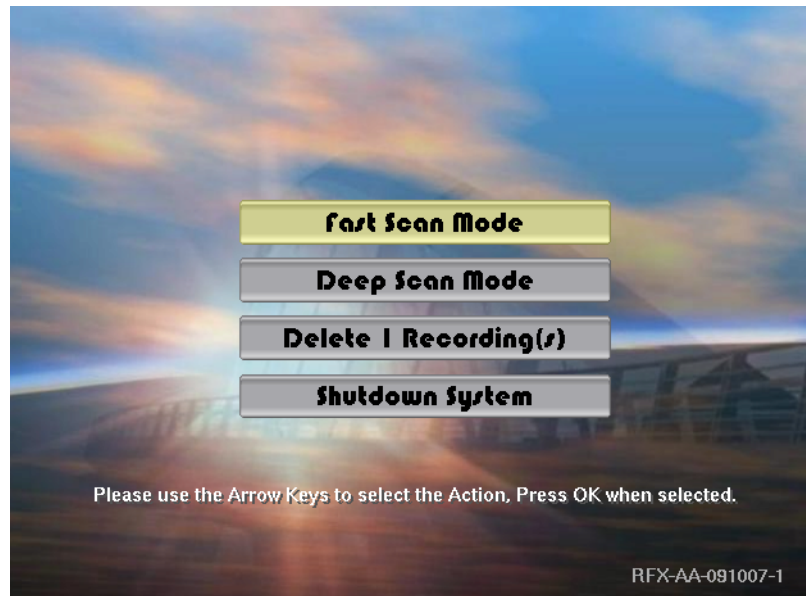 Fast Scan Mode
Deep Scan Mode
Delete 1 Recording(s)
Shutdown System
Please use the Arrow Keys to select the Action, Press OK when selected.
RFX-AA-091007-1